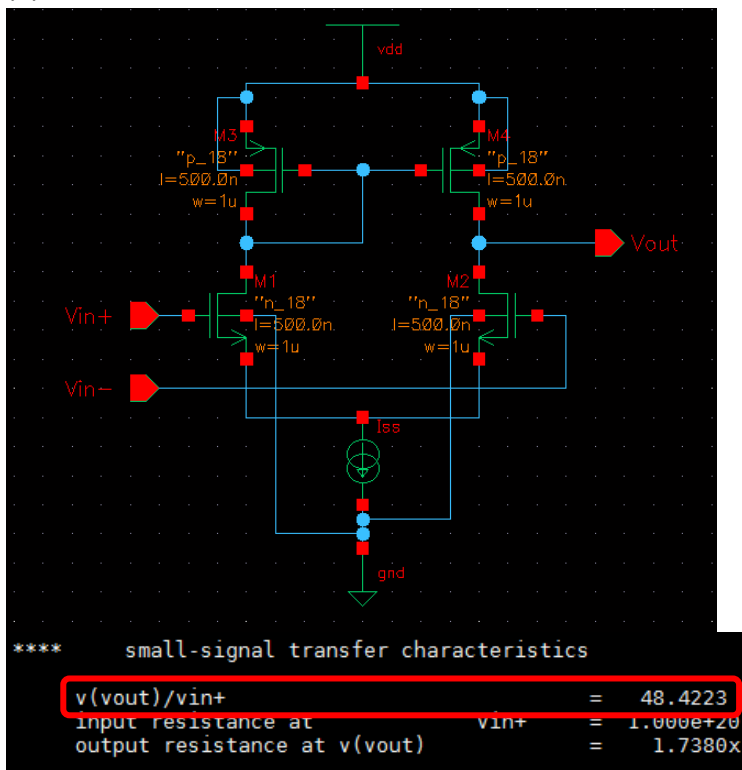 vdd
M3
M4
"p_18"
"p_18"
l=500.0n
l=500.0n
w=1u
w=1u
Vout
M1
M2
"n_18"
"n_18"
Vin+
l=500.0n
l=500.0n
w=1u
w=1u
Vin-
Iss
gnd
**** small-signal transfer characteristics
v(vout)/vin+ = 48.4223
input resistance at vin+ = 1.000e+20
output resistance at v(vout) = 1.7380x